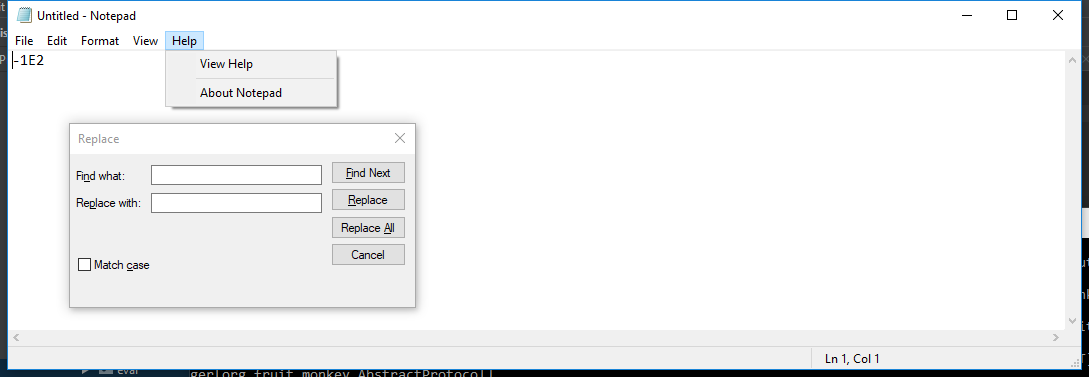 Untitled - Notepad
File Edit Format View Help
-1E2
View Help
About Notepad
Replace
Find what:
Find Next
Replace with:
Replace
Replace All
Cancel
Match case
Ln 1, Col 1
eval
ger[org.fruit.monkey.AbstractProtocol]